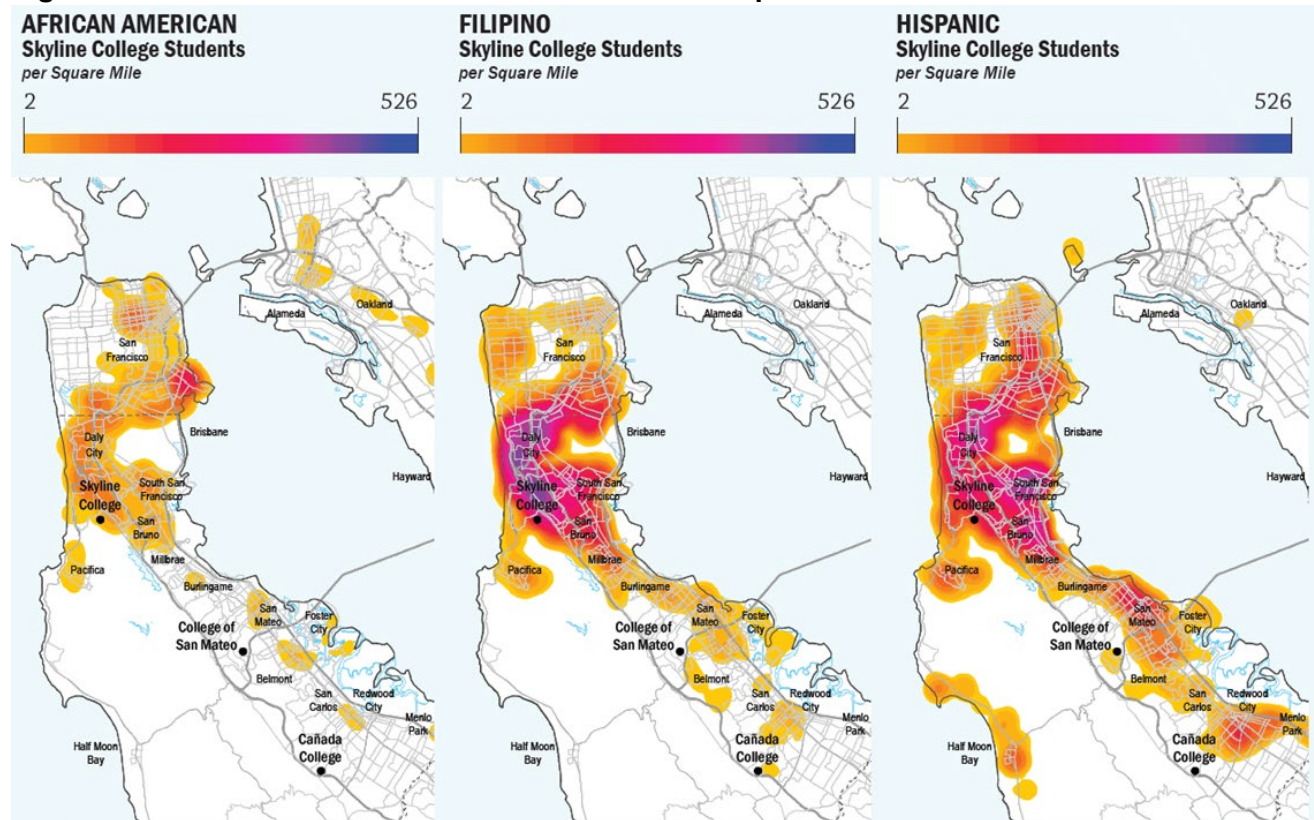 AFRICAN AMERICAN
Skyline College Students
per Square Mile
2 526
San
Francisco
Oakland
Alameda
Daly
City
Brisbane
Hayward
Skyline
College
South San
Francisco
San
Bruno
Millbrae
Pacifica
Burlingame
San
Mateo
Foster
City
College of
San Mateo
Belmont
San
Carlos
Redwood
City
Menlo
Park
Half Moon
Bay
Cañada
College
FILIPINO
Skyline College Students
per Square Mile
2 526
San
Francisco
Oakland
Alameda
Daly
City
Brisbane
Hayward
Skyline
College
South San
Francisco
San
Bruno
Millbrae
Pacifica
Burlingame
San
Mateo
Foster
City
College of
San Mateo
Belmont
San
Carlos
Redwood
City
Menlo
Park
Half Moon
Bay
Cañada
College
HISPANIC
Skyline College Students
per Square Mile
2 526
San
Francisco
Oakland
Alameda
Daly
City
Brisbane
Hayward
Skyline
College
South San
Francisco
San
Bruno
Millbrae
Pacifica
Burlingame
San
Mateo
Foster
City
College of
San Mateo
Belmont
San
Carlos
Redwood
City
Menlo
Park
Half Moon
Bay
Cañada
College